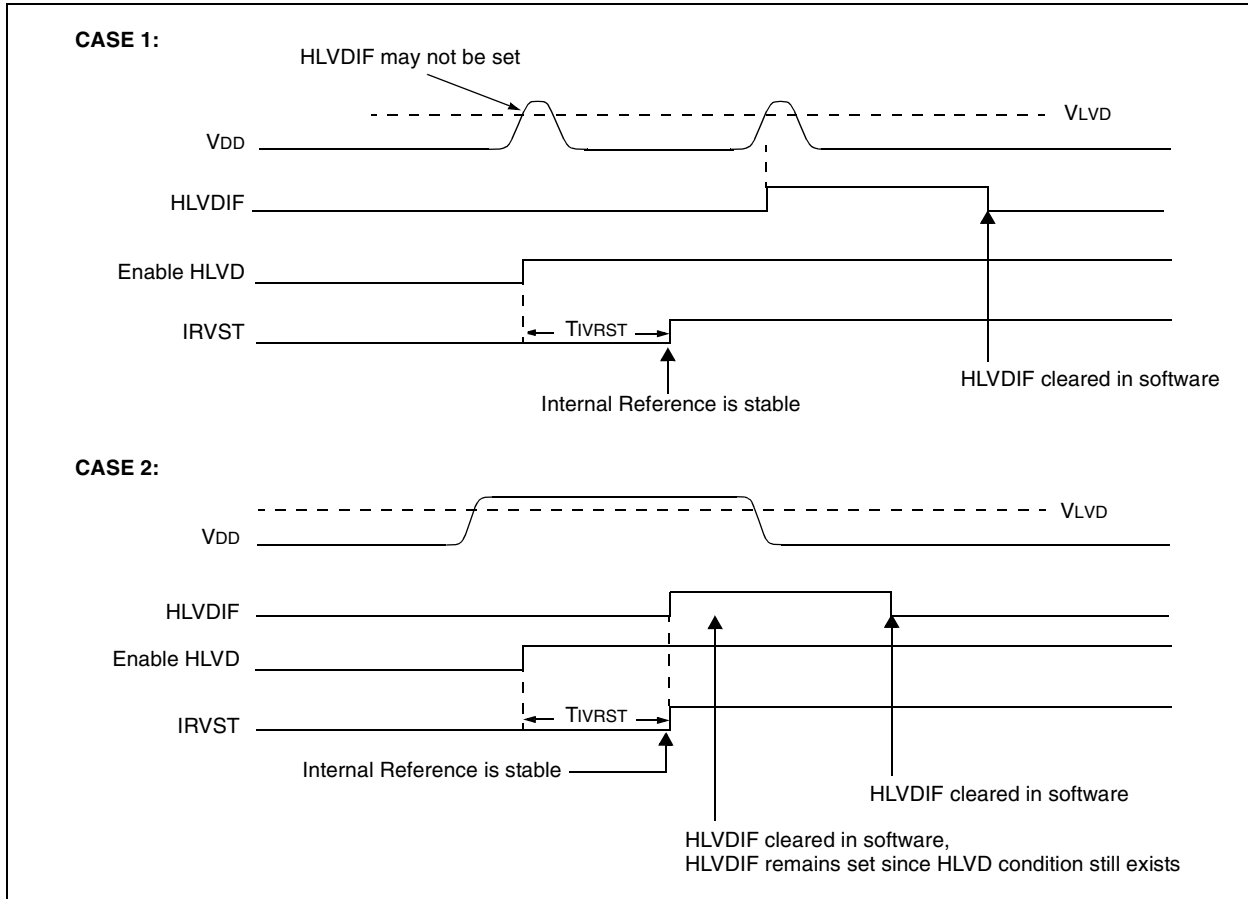 CASE 1:
HLVDIF may not be set
VLVD
VDD
HLVDIF
Enable HLVD
TIVRST
IRVST
HLVDIF cleared in software
Internal Reference is stable
CASE 2:
VLVD
VDD
HLVDIF
Enable HLVD
TIVRST
IRVST
Internal Reference is stable
HLVDIF cleared in software
HLVDIF cleared in software,
HLVDIF remains set since HLVD condition still exists